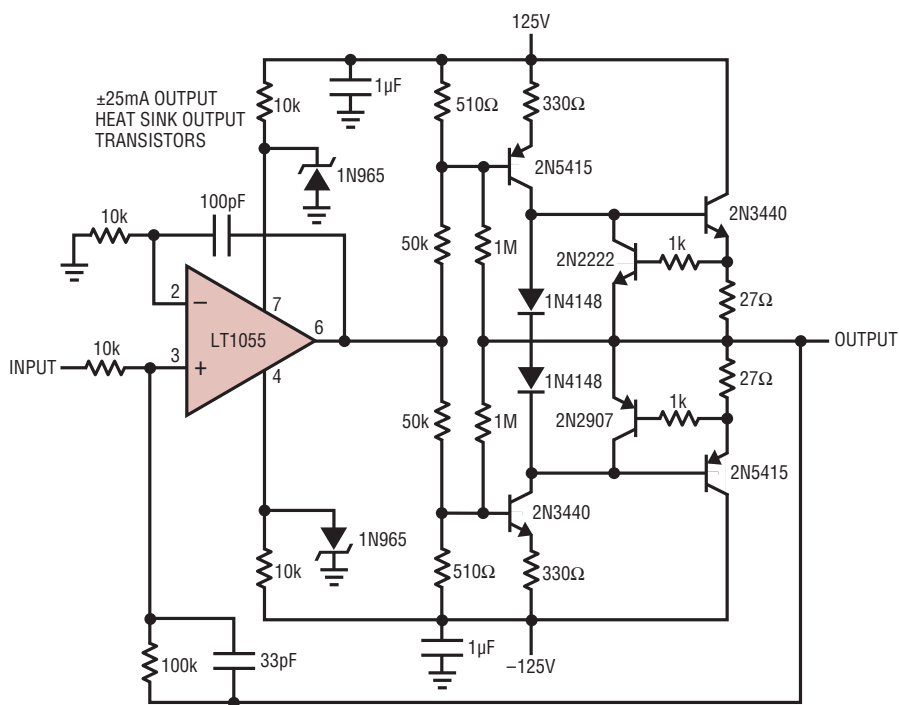 125V
1µF
510Ω
330Ω
10k
±25mA OUTPUT
HEAT SINK OUTPUT
TRANSISTORS
2N5415
1N965
100pF
10k
2N3440
50k
1M
2N2222
1k
1N4148
27Ω
2
7
LT1055
6
OUTPUT
10k
INPUT
3
4
1N4148
27Ω
50k
1M
2N2907
1k
2N5415
2N3440
1N965
10k
510Ω
330Ω
1µF
–125V
100k
33pF